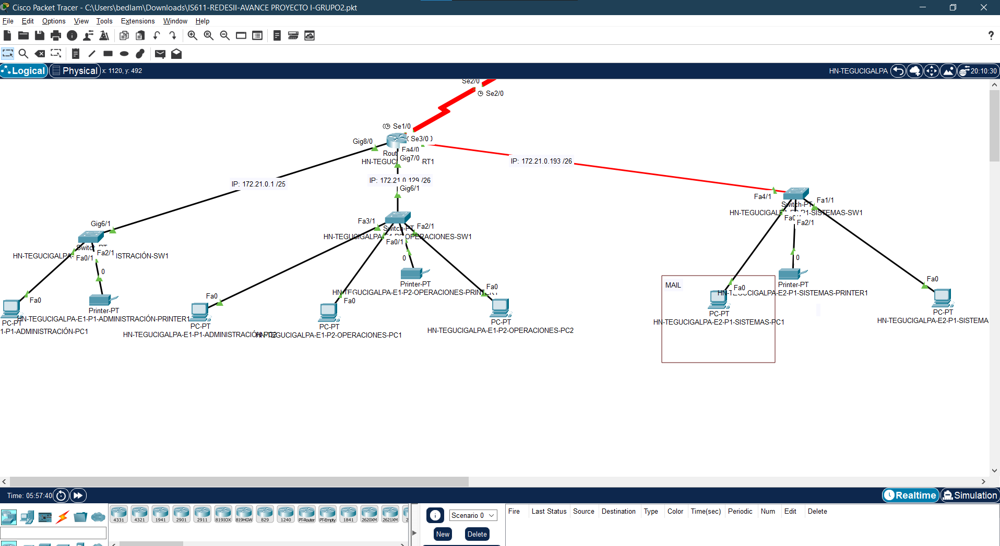 Cisco Packet Tracer - C:\Users\bedlam\Downloads\IS611-REDESII-AVANCE PROYECTO I-GRUPO2.pkt
File Edit Options View Tools Extensions Window Help
?
Logical Physical x: 1120, y: 492 HN-TEGUCIGALPA 20:10:30
Se2/0
Se2/0
Se1/0
Gig8/0
Se3/0
Fa4/0
Rout
Gig7/0
HN-TEGUC RT1
IP: 172.21.0.193 /26
IP: 172.21.0.129 /26
IP: 172.21.0.1 /25
Gig6/1
Fa4/1
Fa1/1
Switch-PT
HN-TEGUCIGALPA-E2-P1-SISTEMAS-SW1
Fa0/1
Fa2/1
Gig6/1
Fa3/1
Fa2/1
Switch-PT
HN-TEGUCIGALPA-E1-P2-OPERACIONES-SW1
Fa0/1
Switch-PT
HN-TEGUCIGALPA- ISTRACIÓN-SW1
Fa0/1
Fa2/1
0
0
0
Fa0
Printer-PT
HN-TEGUCIGALPA-E1-P1-ADMINISTRACIÓN-PRINTER1
PC-PT
1-P1-ADMINISTRACIÓN-PC1
Fa0
PC-PT
HN-TEGUCIGALPA-E1-P1-ADMINISTRACIÓN-PC2
Printer-PT
HN-TEGUCIGALPA-E1-P2-OPERACIONES-PRINTER1
Fa0
PC-PT
HN-TEGUCIGALPA-E1-P2-OPERACIONES-PC1
Fa0
PC-PT
HN-TEGUCIGALPA-E1-P2-OPERACIONES-PC2
MAIL
Fa0
Printer-PT
HN-TEGUCIGALPA-E2-P1-SISTEMAS-PRINTER1
PC-PT
HN-TEGUCIGALPA-E2-P1-SISTEMAS-PC1
Fa0
PC-PT
HN-TEGUCIGALPA-E2-P1-SISTEMA
Time: 05:57:40 Realtime Simulation
4331 4321 1941 2901 2911 819IOX 819HGW 829 1240 PT-Router PT-Empty 1841 2620XM 2621XM 2
Scenario 0
New Delete
Fire Last Status Source Destination Type Color Time(sec) Periodic Num Edit Delete